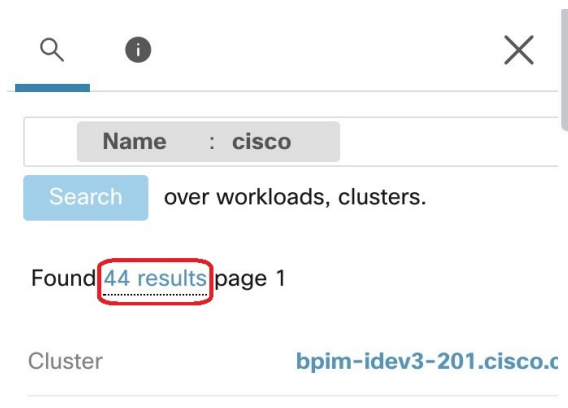 Name : cisco
Search over workloads, clusters.
Found 44 results page 1
Cluster bpim-idev3-201.cisco.c